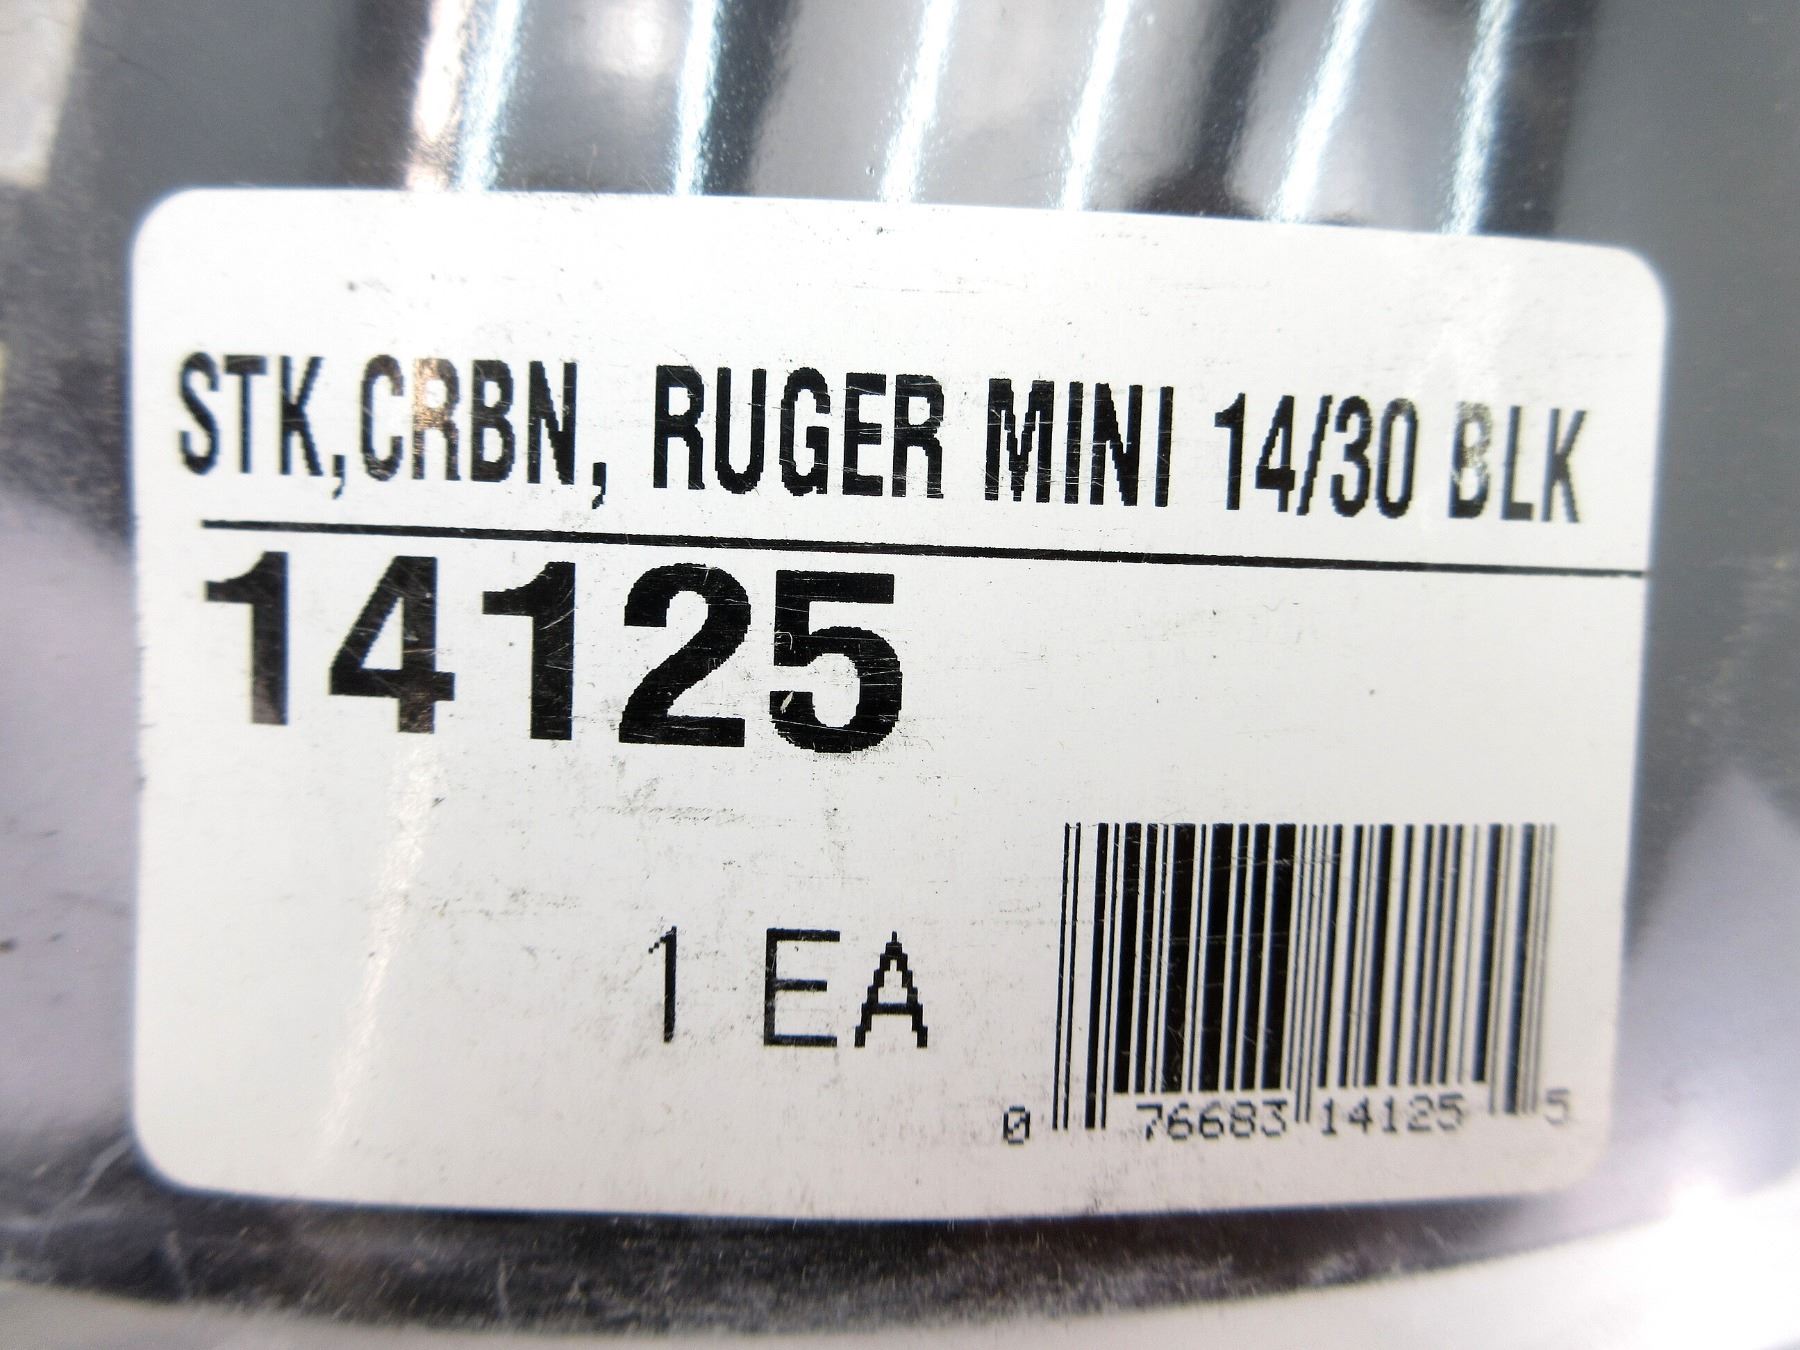 STK,CRBN, RUGER MINI 14/30 BLK
14125
1 EA
0 76683 14125 5